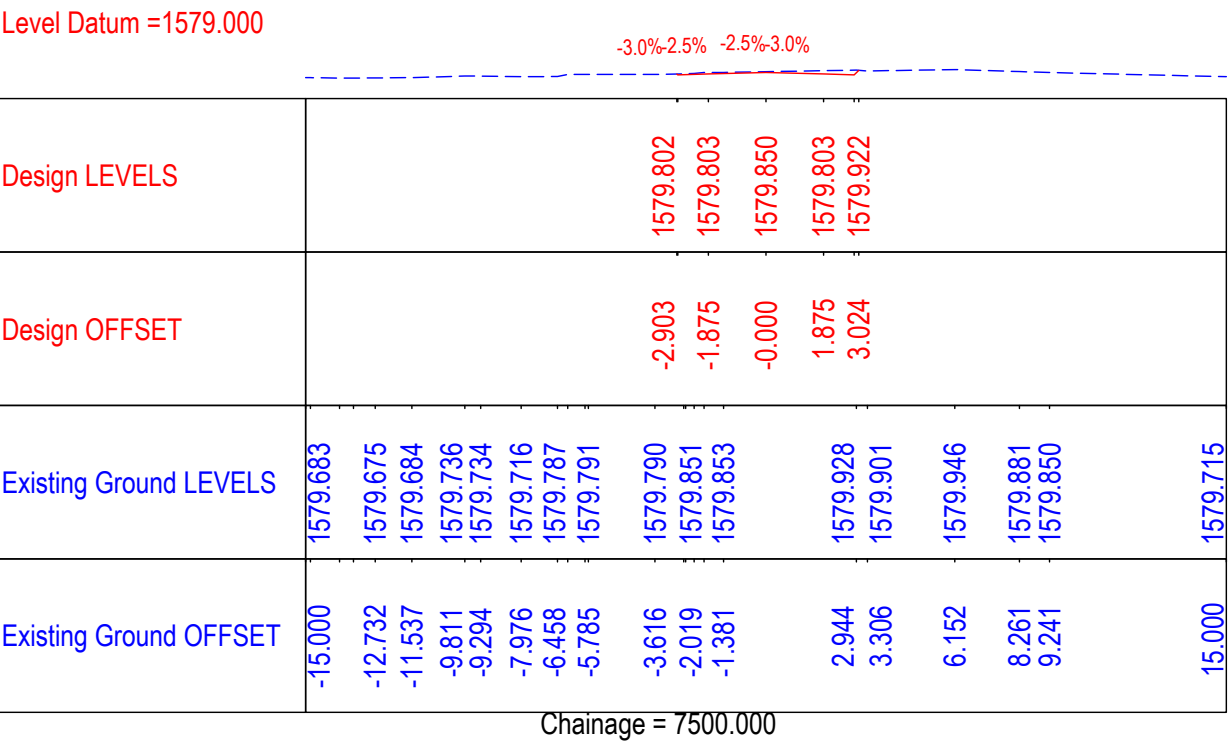 Level Datum =1579.000
-3.0%-2.5% -2.5%-3.0%
Design LEVELS 1579.802 1579.803 1579.850 1579.803 1579.922
Design OFFSET -2.903 -1.875 -0.000 1.875 3.024
Existing Ground LEVELS 1579.683 1579.675 1579.684 1579.736 1579.734 1579.716 1579.787 1579.791 1579.790 1579.851 1579.853 1579.928 1579.901 1579.946 1579.881 1579.850 1579.715
Existing Ground OFFSET -15.000 -12.732 -11.537 -9.811 -9.294 -7.976 -6.458 -5.785 -3.616 -2.019 -1.381 2.944 3.306 6.152 8.261 9.241 15.000
Chainage = 7500.000